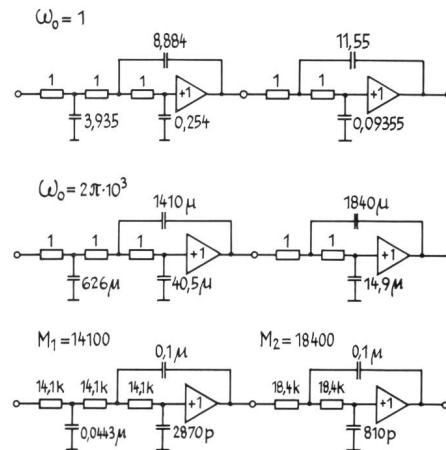 ω₀ = 1
8,884
11,55
1 1 1 +1 1 1 +1
3,935 0,254 0,09355
ω₀ = 2π·10³
1410μ
1840μ
1 1 1 +1 1 1 +1
626μ 40,5μ 14,9μ
M₁ = 14100 M₂ = 18400
0,1μ 0,1μ
14,1k 14,1k 14,1k +1 18,4k 18,4k +1
0,0443μ 2870p 810p